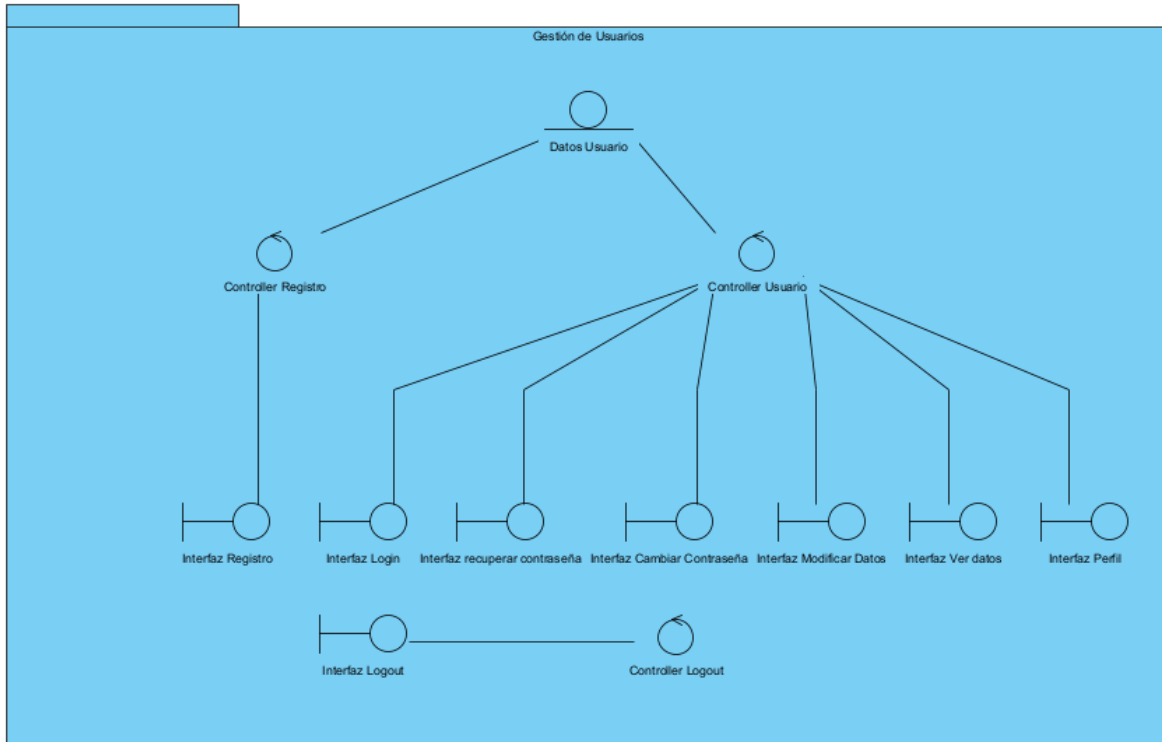 Gestión de Usuarios
Datos Usuario
Controller Registro
Controller Usuario
Interfaz Registro
Interfaz Login
Interfaz recuperar contraseña
Interfaz Cambiar Contraseña
Interfaz Modificar Datos
Interfaz Ver datos
Interfaz Perfil
Interfaz Logout
Controller Logout